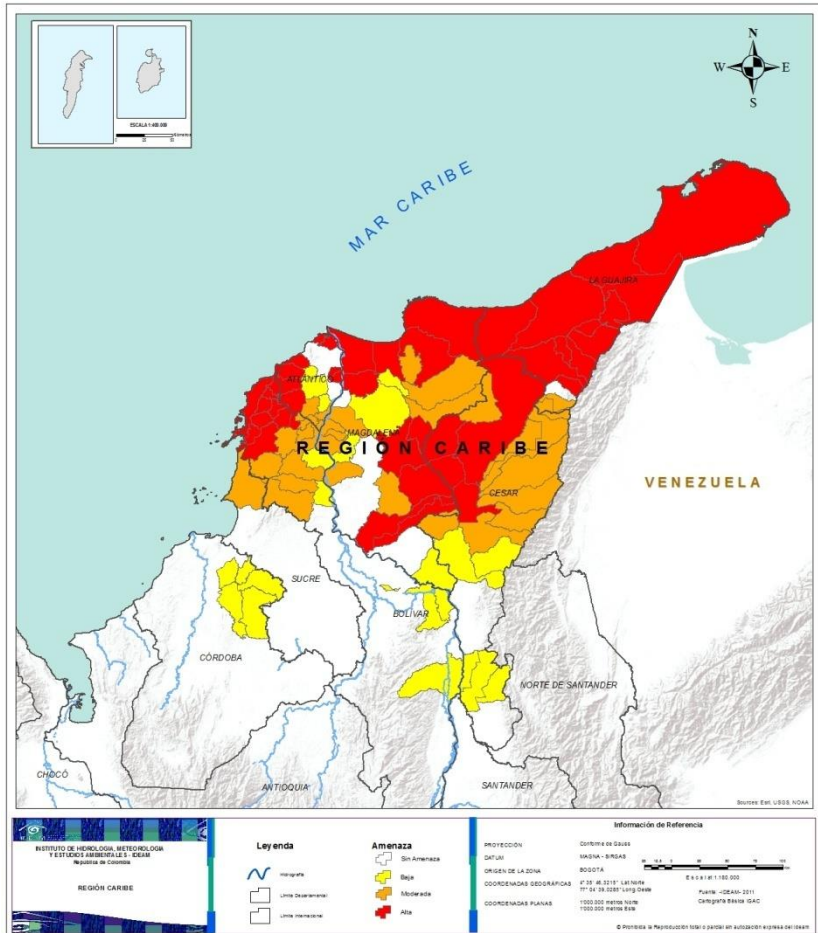 ESCALA 1:400.000
N
W E
S
MAR CARIBE
LA GUAJIRA
ATLÁNTICO
MAGDALENA
REGION CARIBE
CESAR
VENEZUELA
SUCRE
BOLÍVAR
CÓRDOBA
NORTE DE SANTANDER
CHOCÓ
ANTIOQUIA
SANTANDER
Sources: Esri, USGS, NOAA
INSTITUTO DE HIDROLOGIA, METEOROLOGIA
Y ESTUDIOS AMBIENTALES - IDEAM
República de Colombia
REGIÓN CARIBE
Leyenda
Hidrografía
Límite Departamental
Límite Internacional
Amenaza
Sin Amenaza
Baja
Moderada
Alta
Información de Referencia
PROYECCIÓN Conforme de Gauss
DATUM MAGNA - SIRGAS
ORIGEN DE LA ZONA BOGOTÁ
COORDENADAS GEOGRÁFICAS
COORDENADAS PLANAS 1'000.000 metros Norte
1'000.000 metros Este
Fuente: -IDEAM- 2011
Cartografía Básica IGAC
© Prohibida la Reproducción total o parcial sin autorización expresa del Ideam